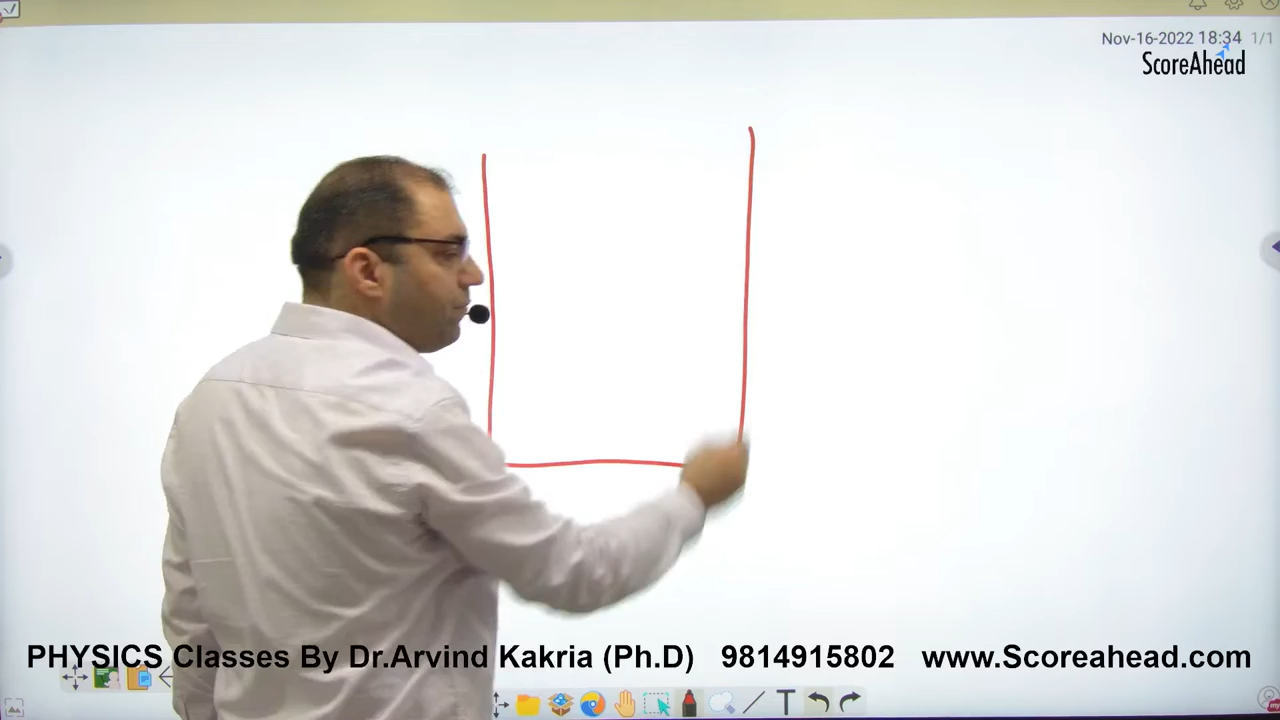 Nov-16-2022 18:34 1/1
ScoreAhead
PHYSICS Classes By Dr.Arvind Kakria (Ph.D) 9814915802 www.Scoreahead.com
T